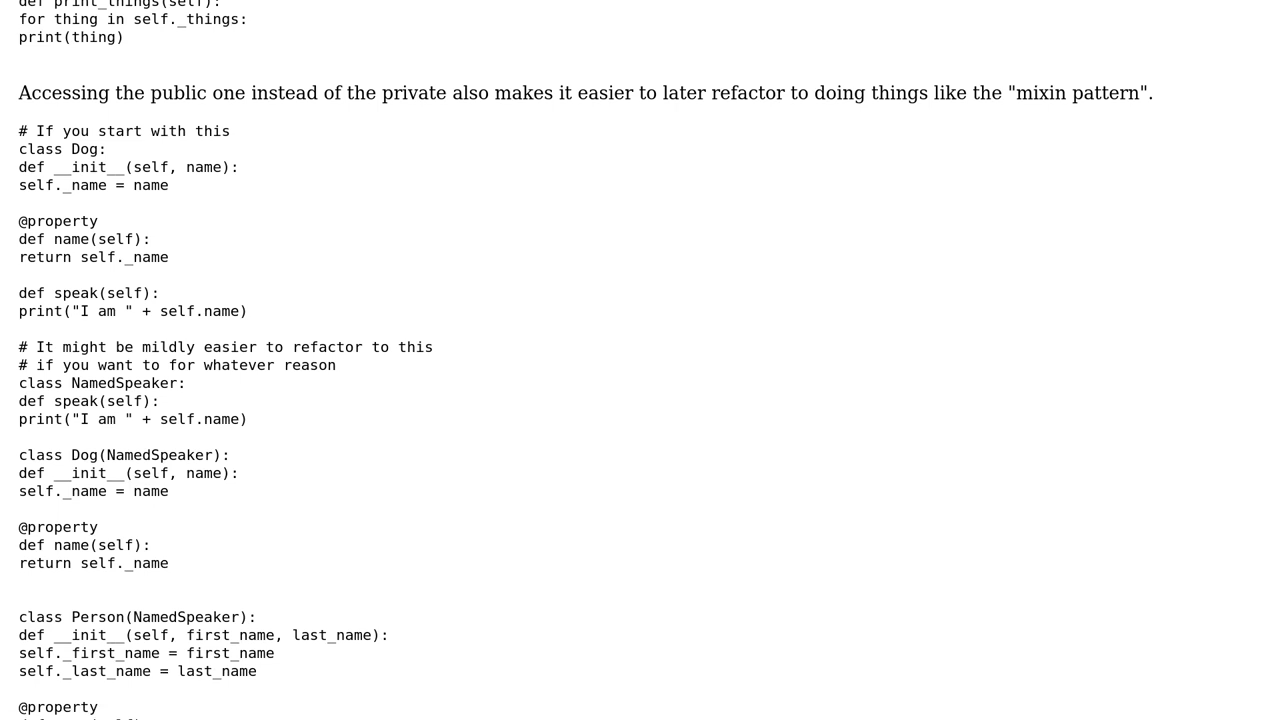 def print_things(self):
for thing in self._things:
print(thing)
Accessing the public one instead of the private also makes it easier to later refactor to doing things like the "mixin pattern".
# If you start with this
class Dog:
def __init__(self, name):
self._name = name
@property
def name(self):
return self._name
def speak(self):
print("I am " + self.name)
# It might be mildly easier to refactor to this
# if you want to for whatever reason
class NamedSpeaker:
def speak(self):
print("I am " + self.name)
class Dog(NamedSpeaker):
def __init__(self, name):
self._name = name
@property
def name(self):
return self._name
class Person(NamedSpeaker):
def __init__(self, first_name, last_name):
self._first_name = first_name
self._last_name = last_name
@property